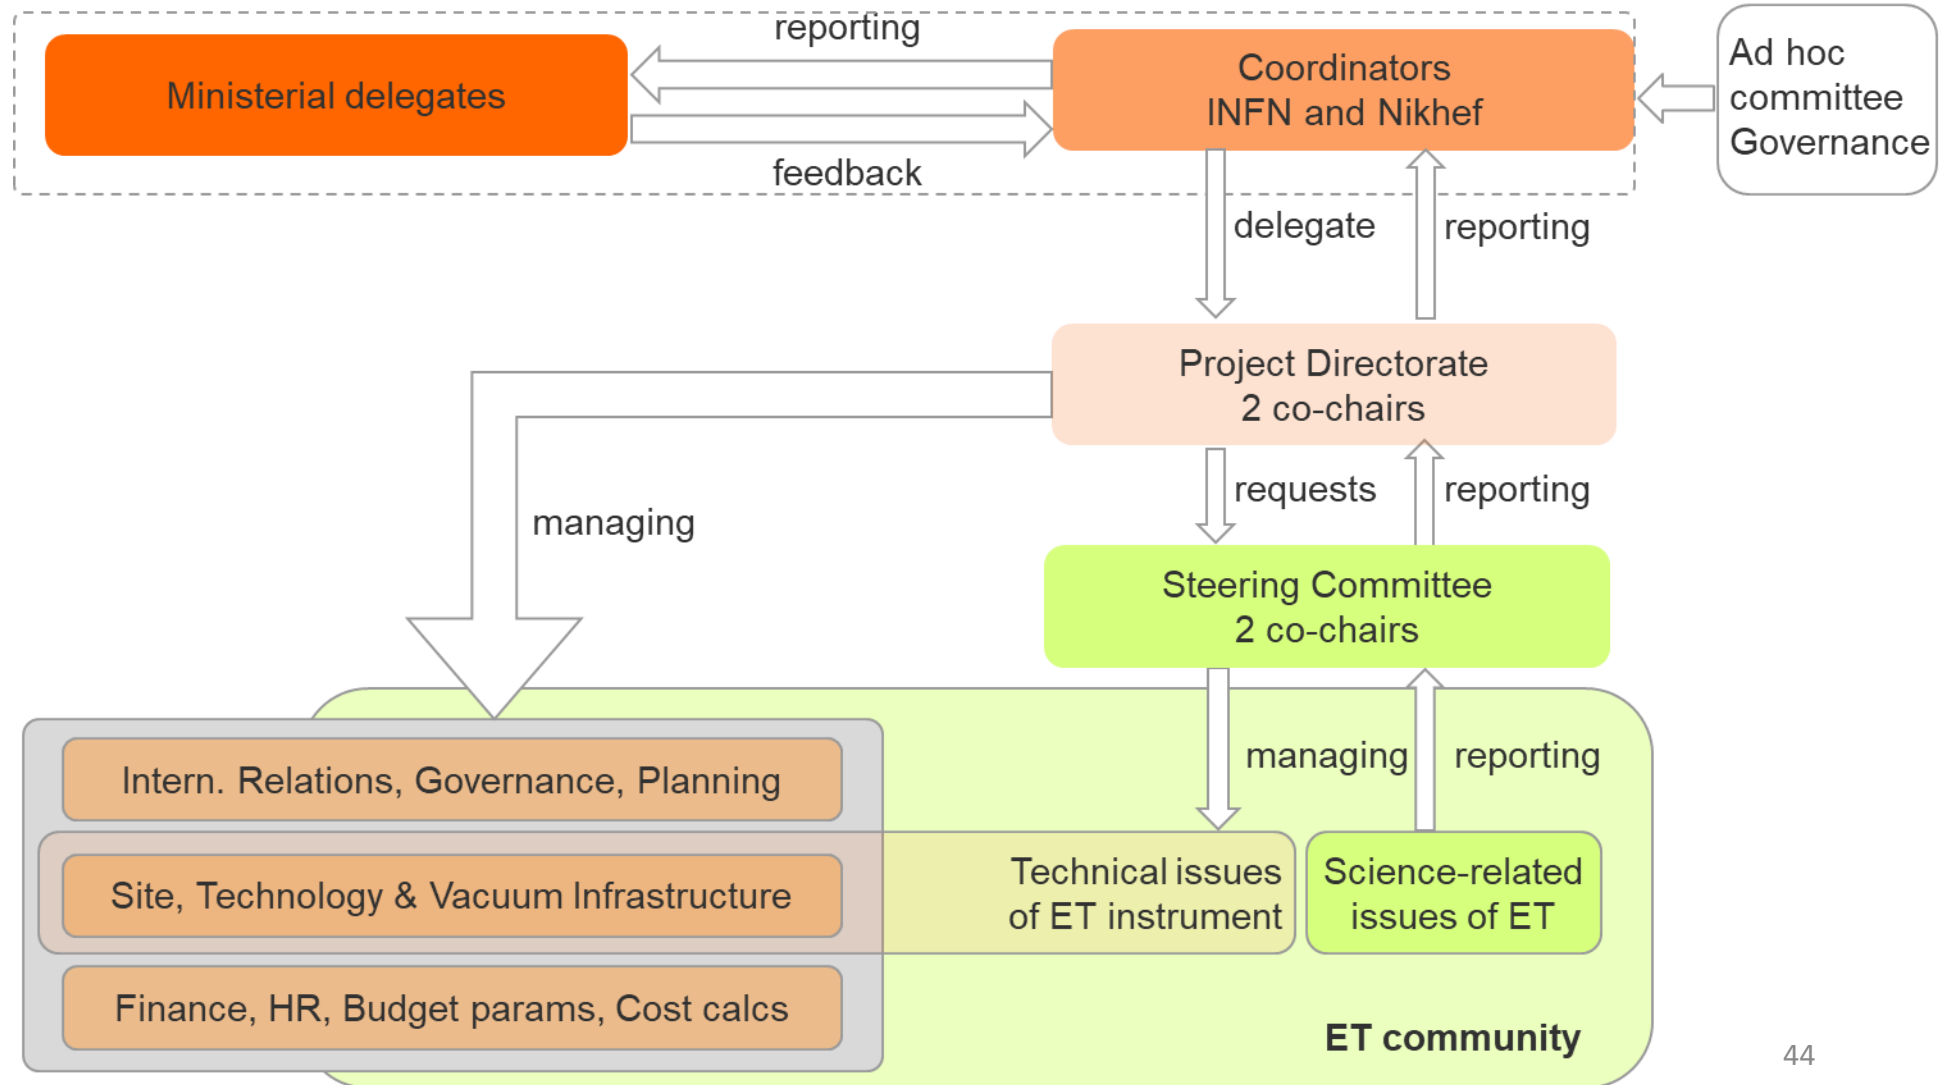 reporting
Ministerial delegates
Coordinators
INFN and Nikhef
Ad hoc
committee
Governance
feedback
delegate
reporting
Project Directorate
2 co-chairs
managing
requests
reporting
Steering Committee
2 co-chairs
managing
reporting
Intern. Relations, Governance, Planning
Site, Technology & Vacuum Infrastructure
Technical issues
of ET instrument
Science-related
issues of ET
Finance, HR, Budget params, Cost calcs
ET community
44